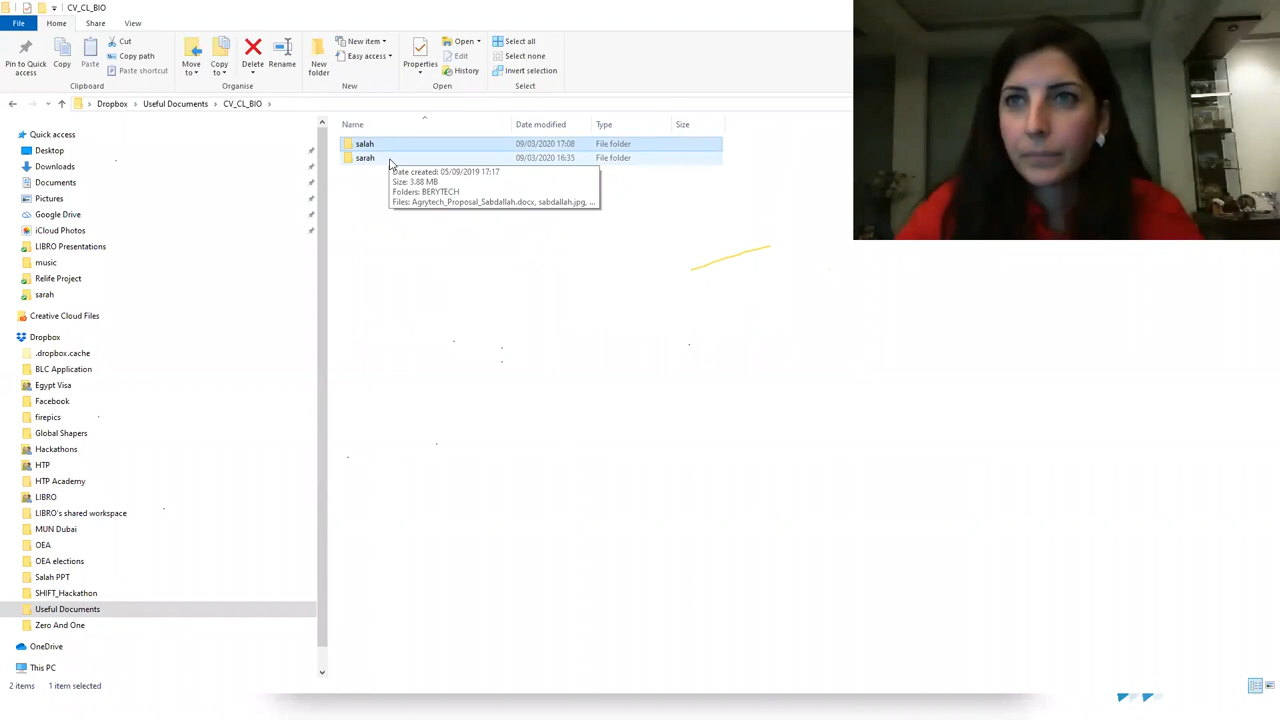 CV_CL_BIO
File Home Share View
Pin to Quick access
Copy
Paste
Cut
Copy path
Paste shortcut
Clipboard
Move to
Copy to
Delete
Rename
Organise
New folder
New item
Easy access
New
Properties
Open
Edit
History
Open
Select all
Select none
Invert selection
Select
Dropbox > Useful Documents > CV_CL_BIO >
Name Date modified Type Size
salah 09/03/2020 17:08 File folder
sarah 09/03/2020 16:35 File folder
Date created: 05/09/2019 17:17
Size: 3.88 MB
Folders: BERYTECH
Files: Agrytech_Proposal_Sabdallah.docx, sabdallah.jpg, ...
Quick access
Desktop
Downloads
Documents
Pictures
Google Drive
iCloud Photos
LIBRO Presentations
music
Relife Project
sarah
Creative Cloud Files
Dropbox
.dropbox.cache
BLC Application
Egypt Visa
Facebook
firepics
Global Shapers
Hackathons
HTP
HTP Academy
LIBRO
LIBRO's shared workspace
MUN Dubai
OEA
OEA elections
Salah PPT
SHIFT_Hackathon
Useful Documents
Zero And One
OneDrive
This PC
2 items 1 item selected